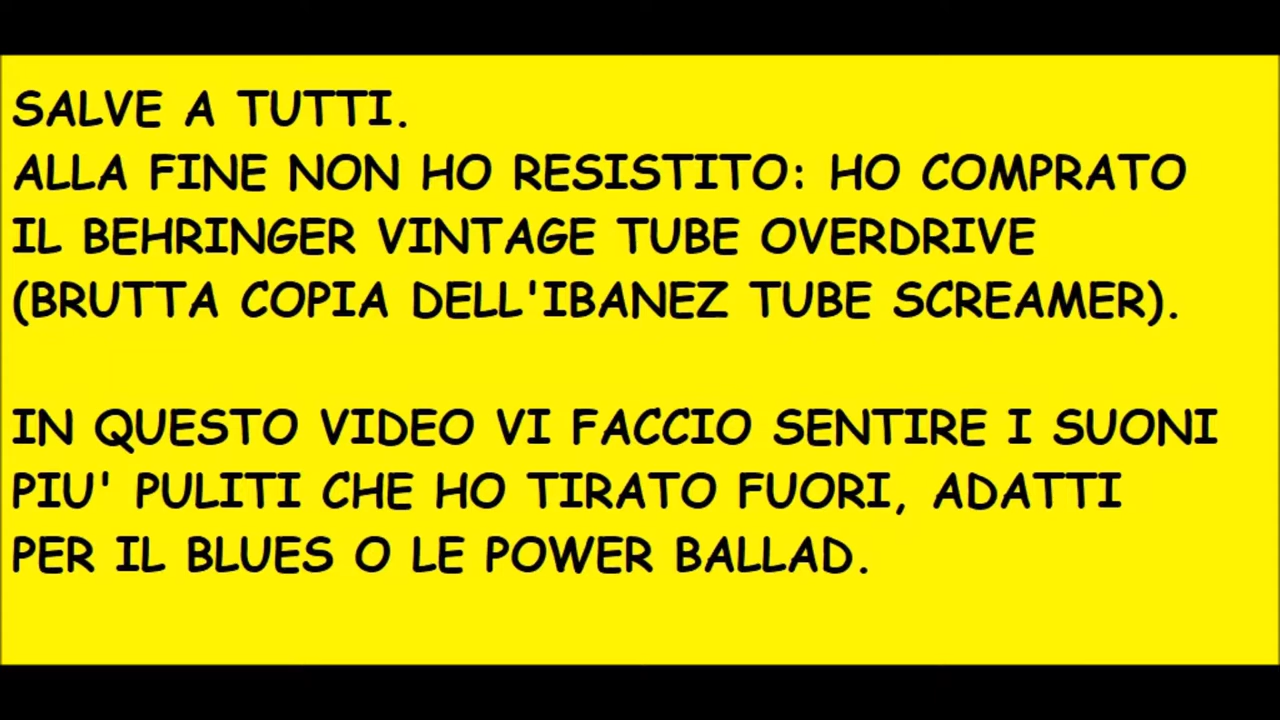 SALVE A TUTTI.
ALLA FINE NON HO RESISTITO: HO COMPRATO
IL BEHRINGER VINTAGE TUBE OVERDRIVE
(BRUTTA COPIA DELL'IBANEZ TUBE SCREAMER).
IN QUESTO VIDEO VI FACCIO SENTIRE I SUONI
PIU' PULITI CHE HO TIRATO FUORI, ADATTI
PER IL BLUES O LE POWER BALLAD.